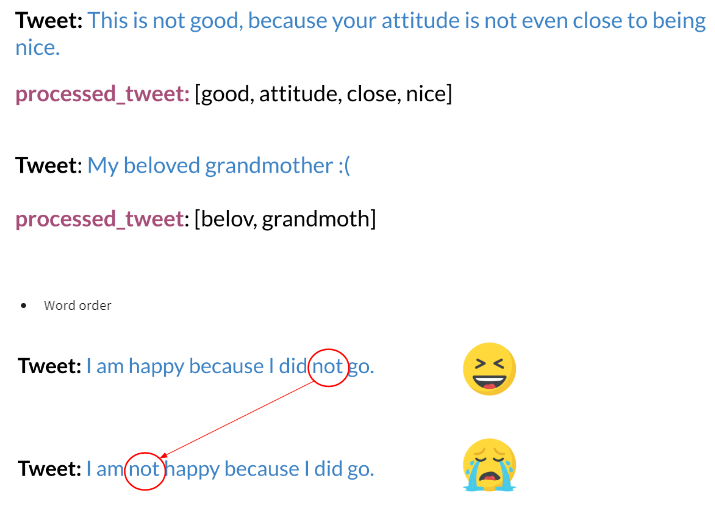 Tweet: This is not good, because your attitude is not even close to being
nice.
processed_tweet: [good, attitude, close, nice]
Tweet: My beloved grandmother :(
processed_tweet: [belov, grandmoth]
• Word order
Tweet: I am happy because I did not go.
Tweet: I am not happy because I did go.